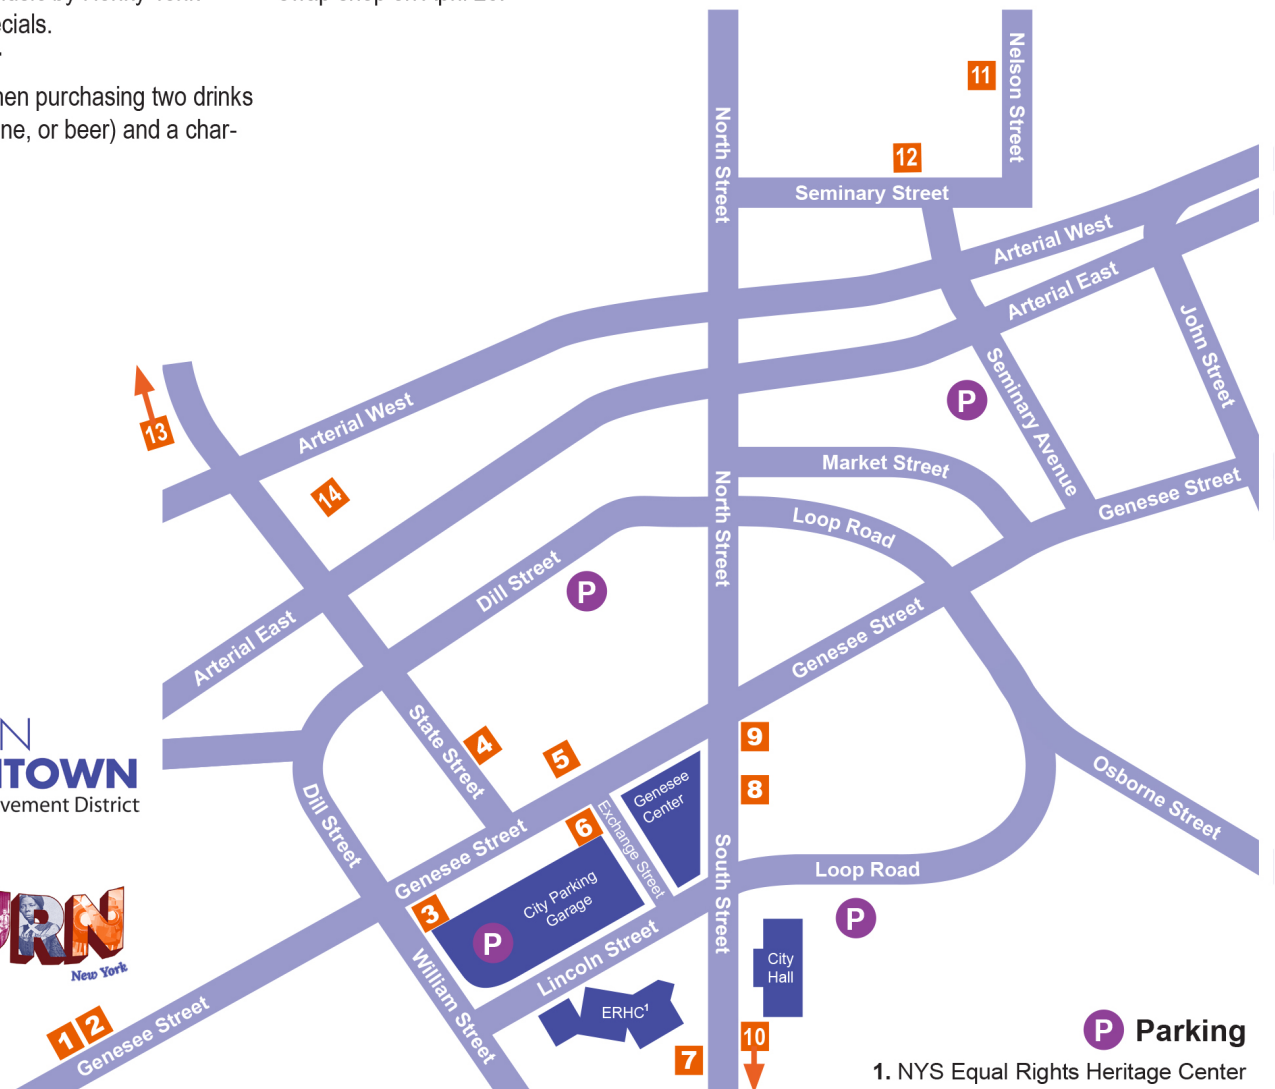 ecials.
hen purchasing two drinks
ne, or beer) and a char-
11
Nelson Street
North Street
12
Seminary Street
Arterial West
Arterial East
John Street
13
Arterial West
14
P
Seminary Avenue
Market Street
Genesee Street
North Street
Loop Road
Dill Street
P
Arterial East
Genesee Street
State Street
4
5
9
8
N
NTOWN
vement District
Genesee
Center
Exchange Street
6
Osborne Street
Dill Street
Genesee Street
South Street
Loop Road
City Parking
Garage
3
P
P
URN
New York
Lincoln Street
William Street
City
Hall
ERHC¹
1
2
Genesee Street
7
10
P Parking
1. NYS Equal Rights Heritage Center